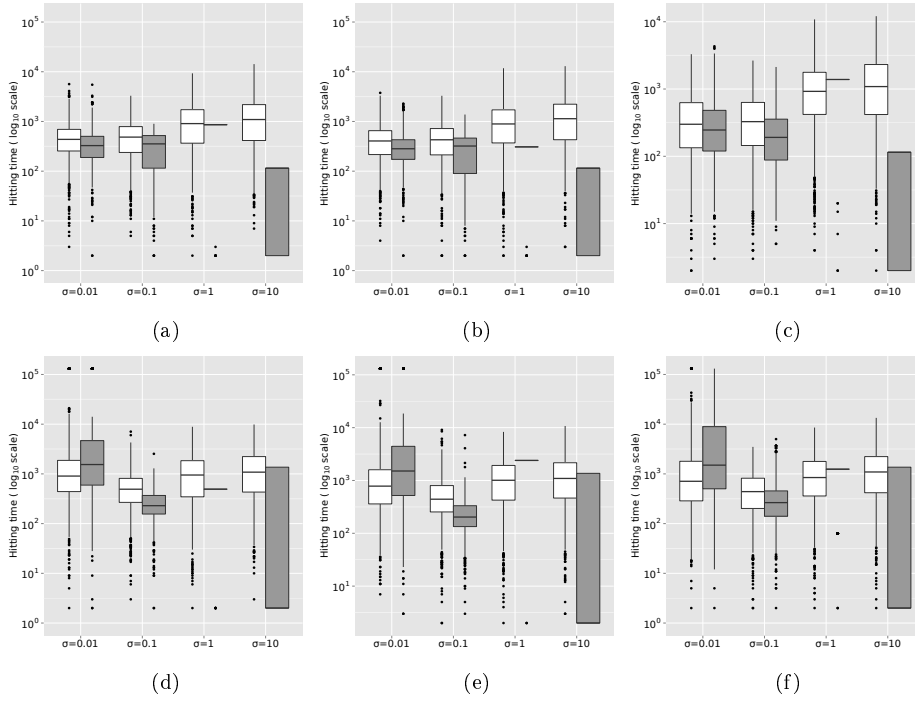 Hitting time ( log10 scale)
10^5
10^4
10^3
10^2
10^1
10^0
σ=0.01 σ=0.1 σ=1 σ=10
(a)
Hitting time ( log10 scale)
10^5
10^4
10^3
10^2
10^1
10^0
σ=0.01 σ=0.1 σ=1 σ=10
(b)
Hitting time ( log10 scale)
10^4
10^3
10^2
10^1
σ=0.01 σ=0.1 σ=1 σ=10
(c)
Hitting time ( log10 scale)
10^5
10^4
10^3
10^2
10^1
10^0
σ=0.01 σ=0.1 σ=1 σ=10
(d)
Hitting time ( log10 scale)
10^5
10^4
10^3
10^2
10^1
σ=0.01 σ=0.1 σ=1 σ=10
(e)
Hitting time ( log10 scale)
10^5
10^4
10^3
10^2
10^1
10^0
σ=0.01 σ=0.1 σ=1 σ=10
(f)